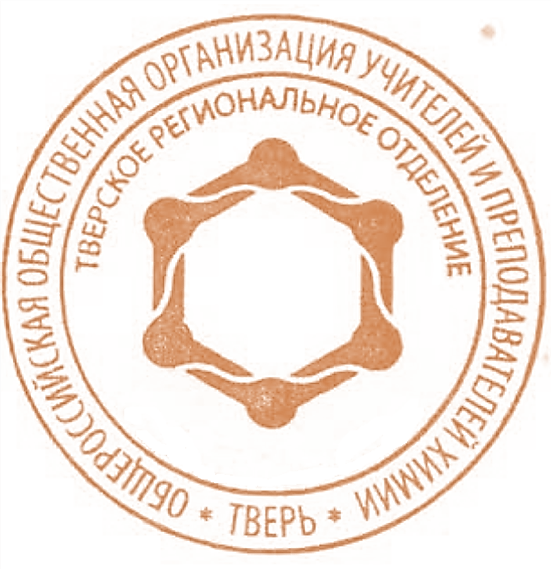 ОБЩЕРОССИЙСКАЯ ОБЩЕСТВЕННАЯ ОРГАНИЗАЦИЯ УЧИТЕЛЕЙ И ПРЕПОДАВАТЕЛЕЙ ХИМИИ
ТВЕРСКОЕ РЕГИОНАЛЬНОЕ ОТДЕЛЕНИЕ
* ТВЕРЬ *